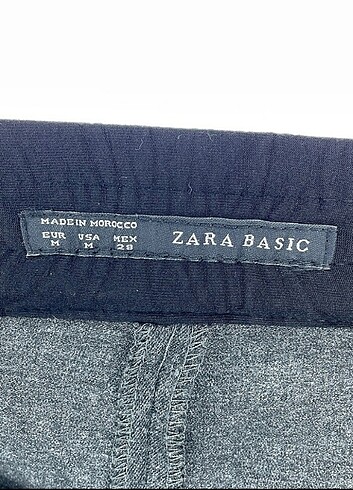 MADE IN MOROCCO
EUR USA MEX
M M 28
ZARA BASIC